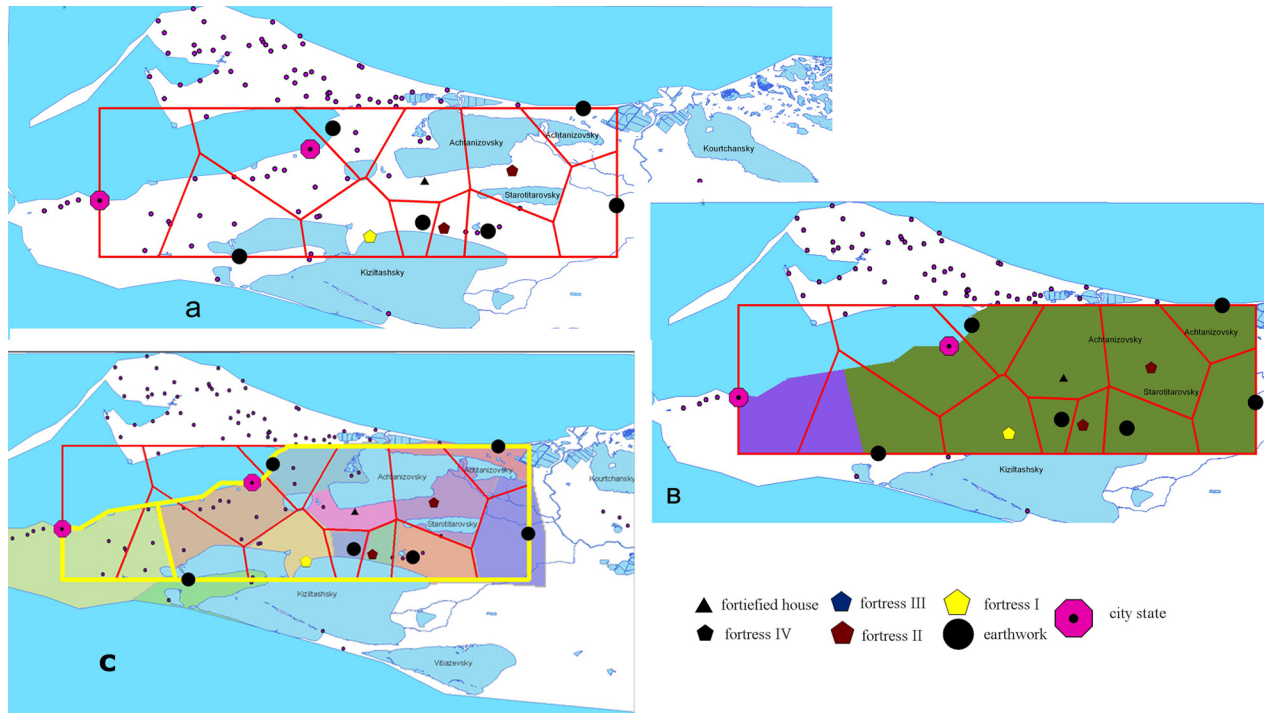 Achtanizovsky
Achtanizovsky
Kourtchansky
Starotitarovsky
Kiziltashsky
a
Achtanizovsky
Achtanizovsky
Starotitarovsky
Kiziltashsky
B
Achtanizovsky
Achtanizovsky
Kourtchansky
Starotitarovsky
Kiziltashsky
Vitiazevsky
c
fortiefied house
fortress III
fortress I
city state
fortress IV
fortress II
earthwork